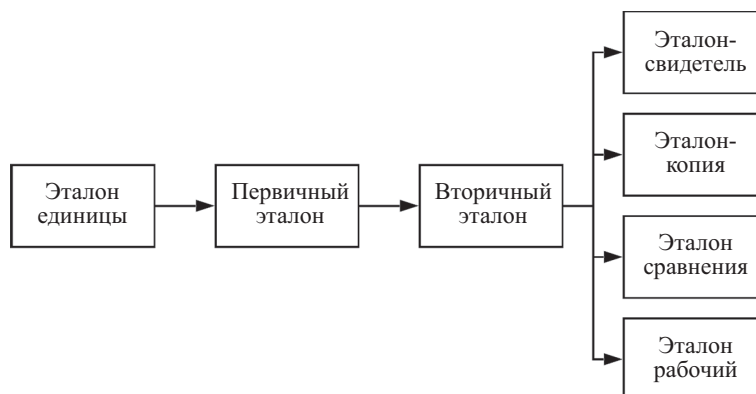 Эталон
единицы
Первичный
эталон
Вторичный
эталон
Эталон-
свидетель
Эталон-
копия
Эталон
сравнения
Эталон
рабочий